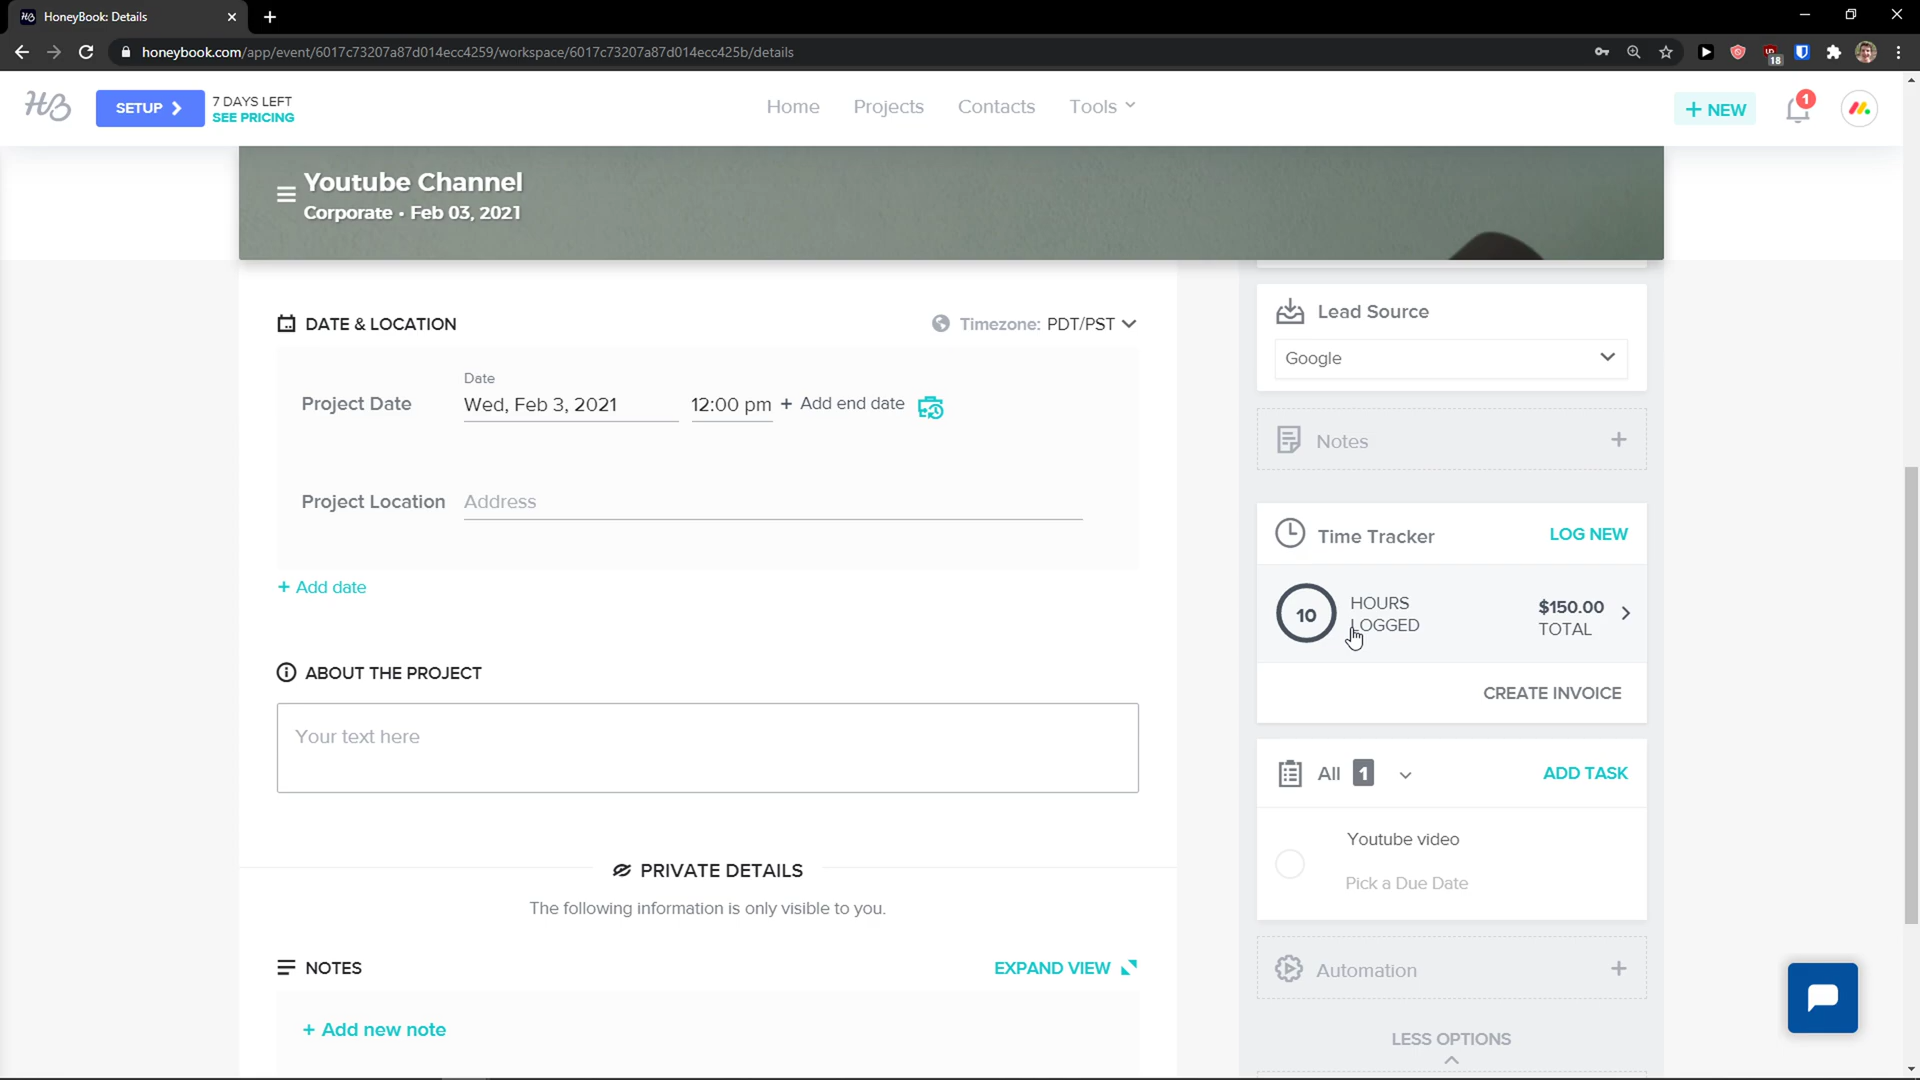 HoneyBook: Details
honeybook.com/app/event/6017c73207a87d014ecc4259/workspace/6017c73207a87d014ecc425b/details
18
HB
SETUP
7 DAYS LEFT
SEE PRICING
Home
Projects
Contacts
Tools
+ NEW
1
Youtube Channel
Corporate • Feb 03, 2021
DATE & LOCATION
Timezone: PDT/PST
Project Date
Date
Wed, Feb 3, 2021
12:00 pm
+ Add end date
Project Location
Address
+ Add date
ABOUT THE PROJECT
Your text here
PRIVATE DETAILS
The following information is only visible to you.
NOTES
EXPAND VIEW
+ Add new note
Lead Source
Google
Notes
+
Time Tracker
LOG NEW
10
HOURS
LOGGED
$150.00
TOTAL
CREATE INVOICE
All 1
ADD TASK
Youtube video
Pick a Due Date
Automation
+
LESS OPTIONS